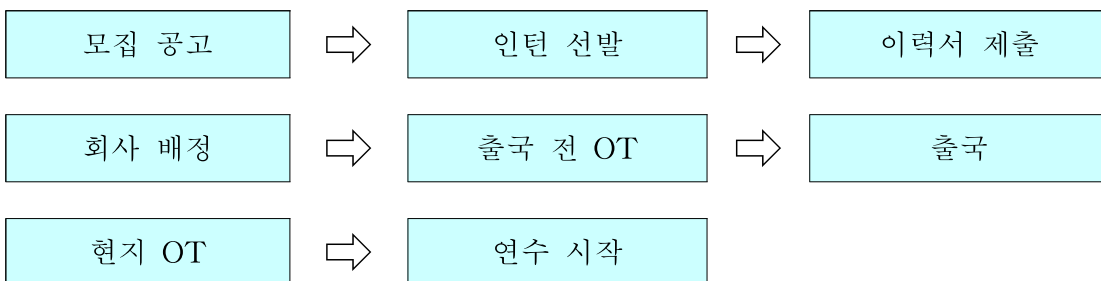 모집 공고 ⇨ 인턴 선발 ⇨ 이력서 제출
회사 배정 ⇨ 출국 전 OT ⇨ 출국
현지 OT ⇨ 연수 시작